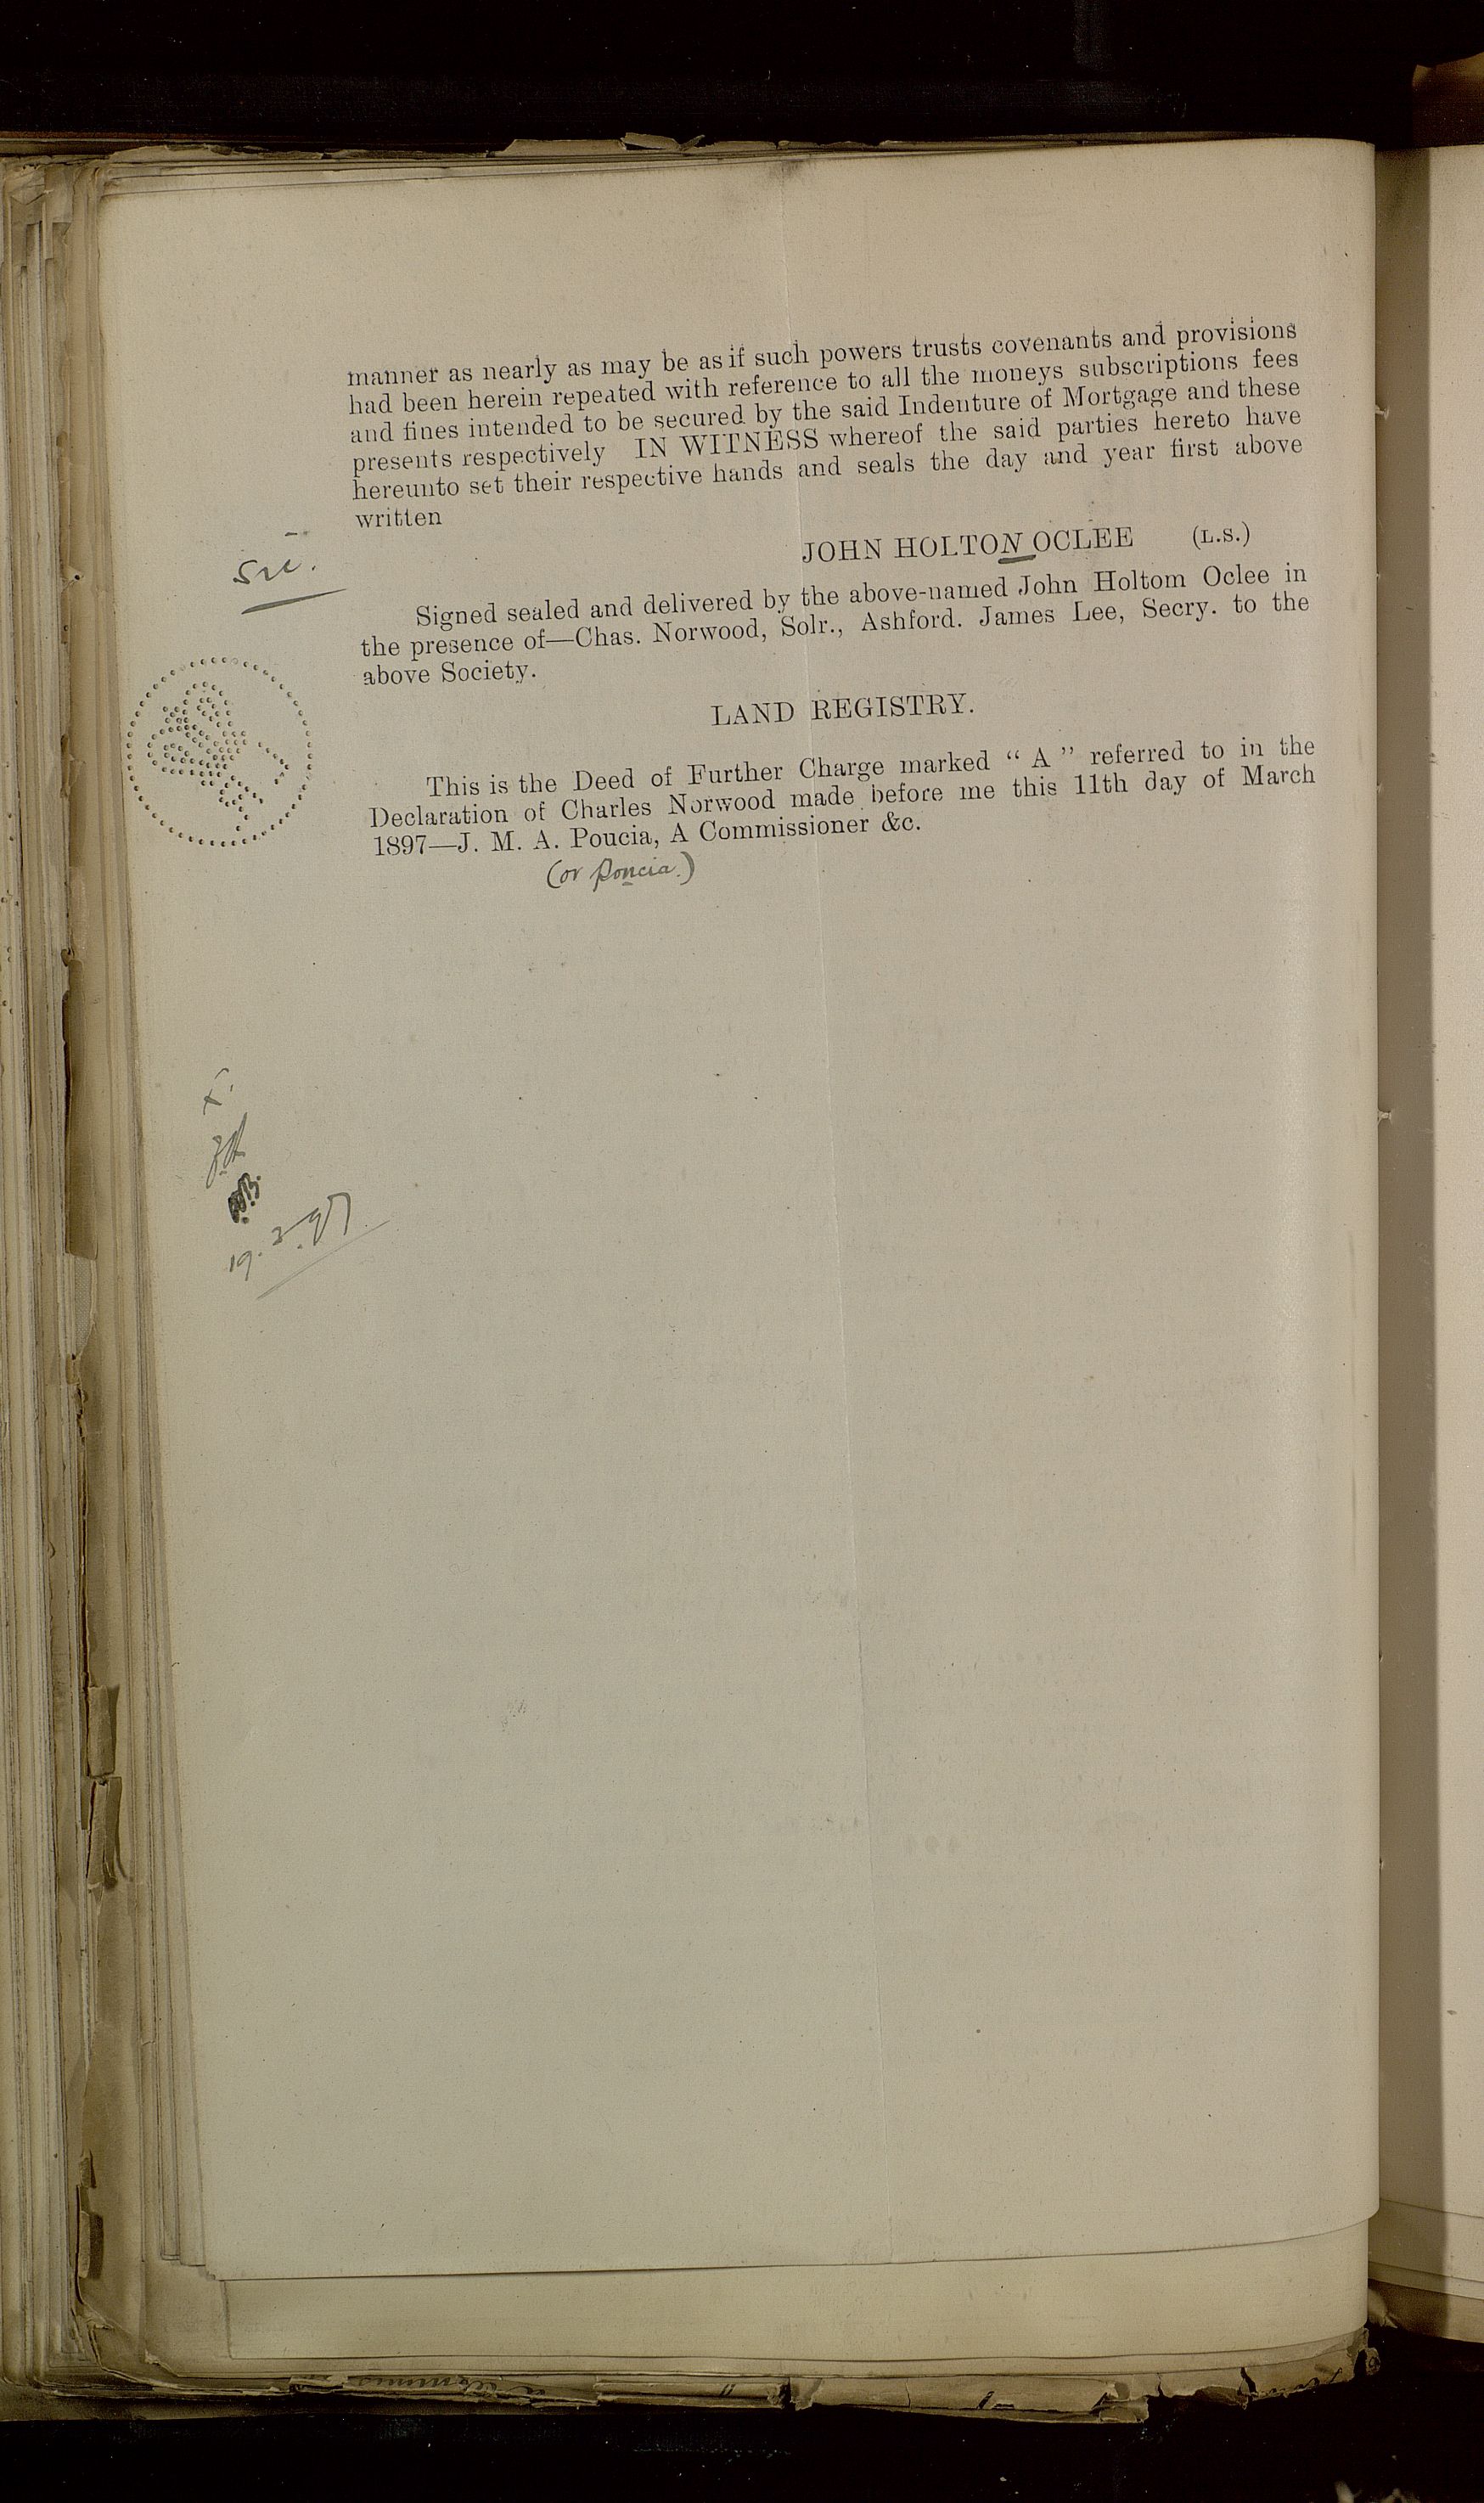 manner as nearly as may be as if such powers trusts covenants and provisions
had been herein repeated with reference to all the moneys subscriptions fees
and fines intended to be secured by the said Indenture of Mortgage and these
presents respectively IN WITNESS whereof the said parties hereto have
hereunto set their respective hands and seals the day and year first above
written
JOHN HOLTON OCLEE (L.S.)
sic.
Signed sealed and delivered by the above-named John Holtom Oclee in
the presence of—Chas. Norwood, Solr., Ashford. James Lee, Secry. to the
above Society.
LAND REGISTRY.
This is the Deed of Further Charge marked “ A ” referred to in the
Declaration of Charles Norwood made before me this 11th day of March
1897—J. M. A. Poucia, A Commissioner &c.
(or Poncia.)
19.3.97